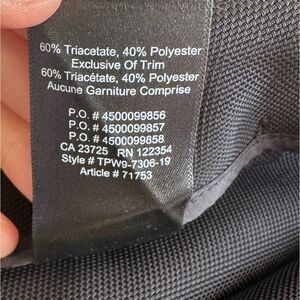 60% Triacetate, 40% Polyester
Exclusive Of Trim
60% Triacétate, 40% Polyester
Aucune Garniture Comprise
P.O. # 4500099856
P.O. # 4500099857
P.O. # 4500099858
CA 23725 RN 122354
Style # TPW9-7306-19
Article # 71753